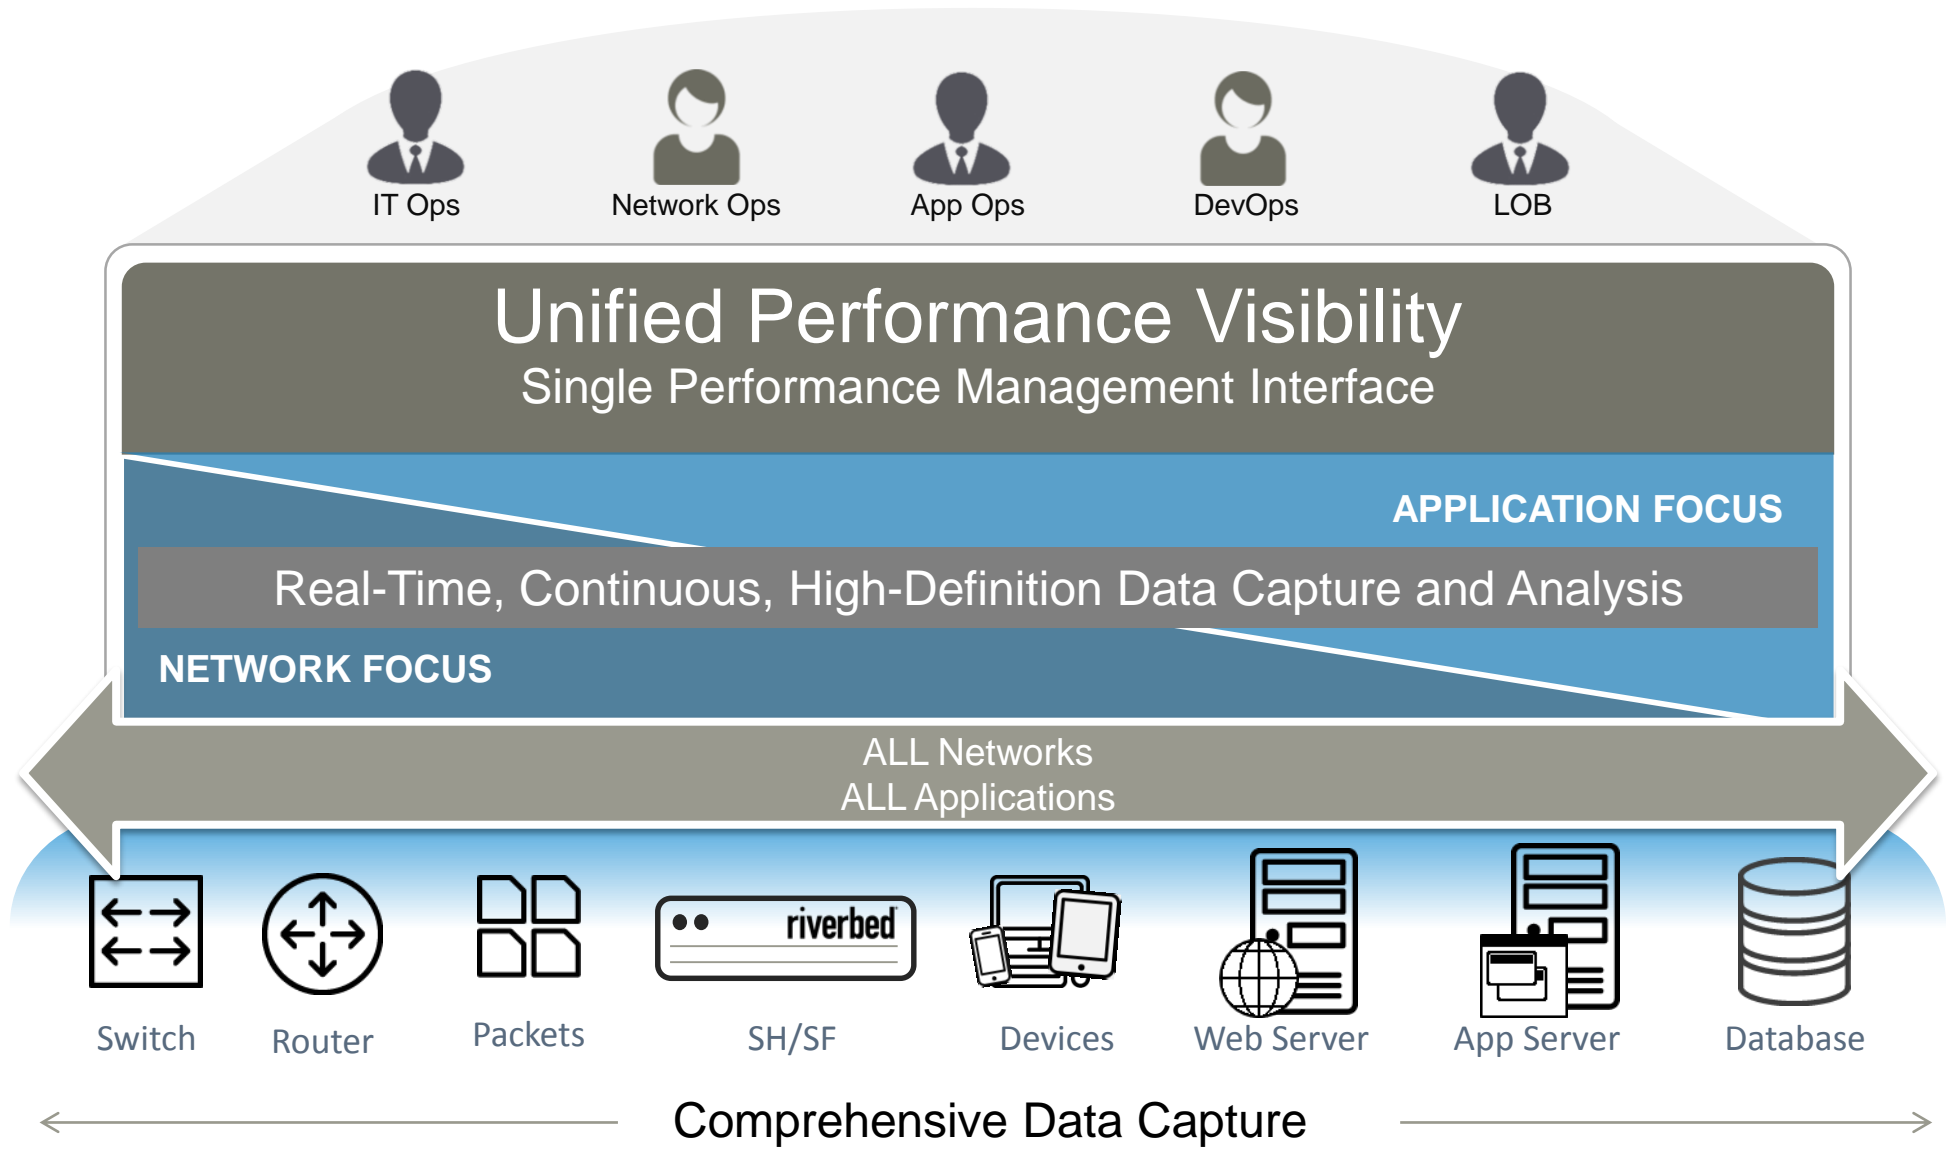 IT Ops
Network Ops
App Ops
DevOps
LOB
Unified Performance Visibility
Single Performance Management Interface
APPLICATION FOCUS
Real-Time, Continuous, High-Definition Data Capture and Analysis
NETWORK FOCUS
ALL Networks
ALL Applications
riverbed
Switch
Router
Packets
SH/SF
Devices
Web Server
App Server
Database
Comprehensive Data Capture